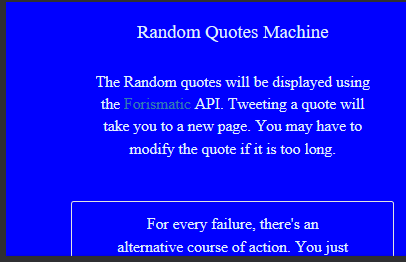 Random Quotes Machine
The Random quotes will be displayed using
the Forismatic API. Tweeting a quote will
take you to a new page. You may have to
modify the quote if it is too long.
For every failure, there's an
alternative course of action. You just